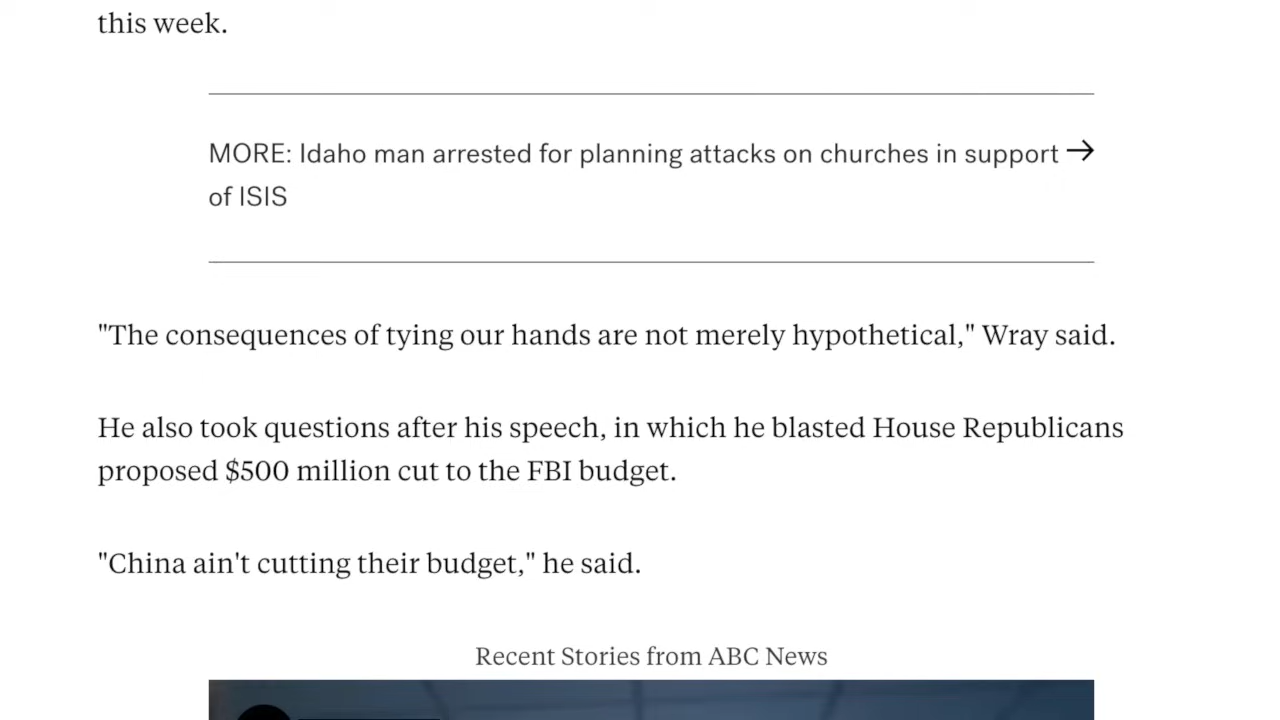 this week.
MORE: Idaho man arrested for planning attacks on churches in support →
of ISIS
"The consequences of tying our hands are not merely hypothetical," Wray said.
He also took questions after his speech, in which he blasted House Republicans
proposed $500 million cut to the FBI budget.
"China ain't cutting their budget," he said.
Recent Stories from ABC News